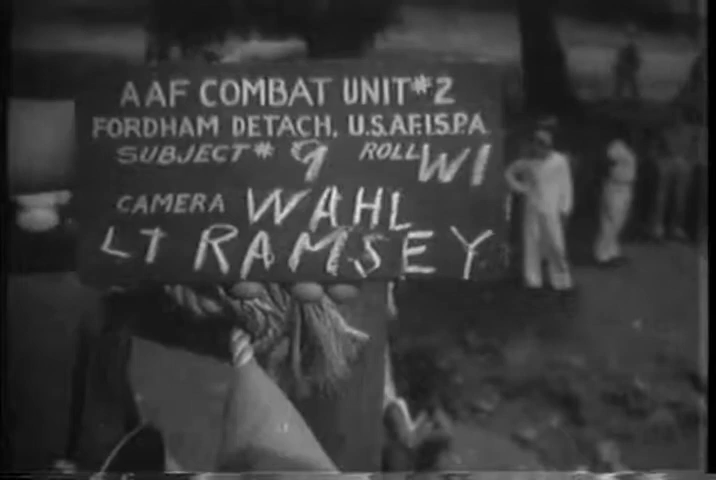 AAF COMBAT UNIT #2
FORDHAM DETACH. U.S.A.F.I.S.P.A.
SUBJECT # 9 ROLL W1
CAMERA WAHL
LT RAMSEY